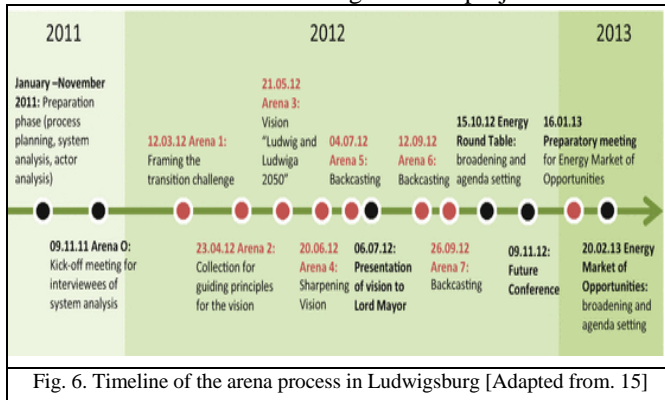 2011
2012
2013
January –November
2011: Preparation
phase (process
planning, system
analysis, actor
analysis)
12.03.12 Arena 1:
Framing the
transition challenge
21.05.12
Arena 3:
Vision
"Ludwig and
Ludwiga
2050"
04.07.12
Arena 5:
Backcasting
12.09.12
Arena 6:
Backcasting
15.10.12 Energy
Round Table:
broadening and
agenda setting
16.01.13
Preparatory meeting
for Energy Market of
Opportunities
09.11.11 Arena 0:
Kick-off meeting for
interviewees of
system analysis
23.04.12 Arena 2:
Collection for
guiding principles
for the vision
20.06.12
Arena 4:
Sharpening
Vision
06.07.12:
Presentation
of vision to
Lord Mayor
26.09.12
Arena 7:
Backcasting
09.11.12:
Future
Conference
20.02.13 Energy
Market of
Opportunities:
broadening and
agenda setting
Fig. 6. Timeline of the arena process in Ludwigsburg [Adapted from. 15]